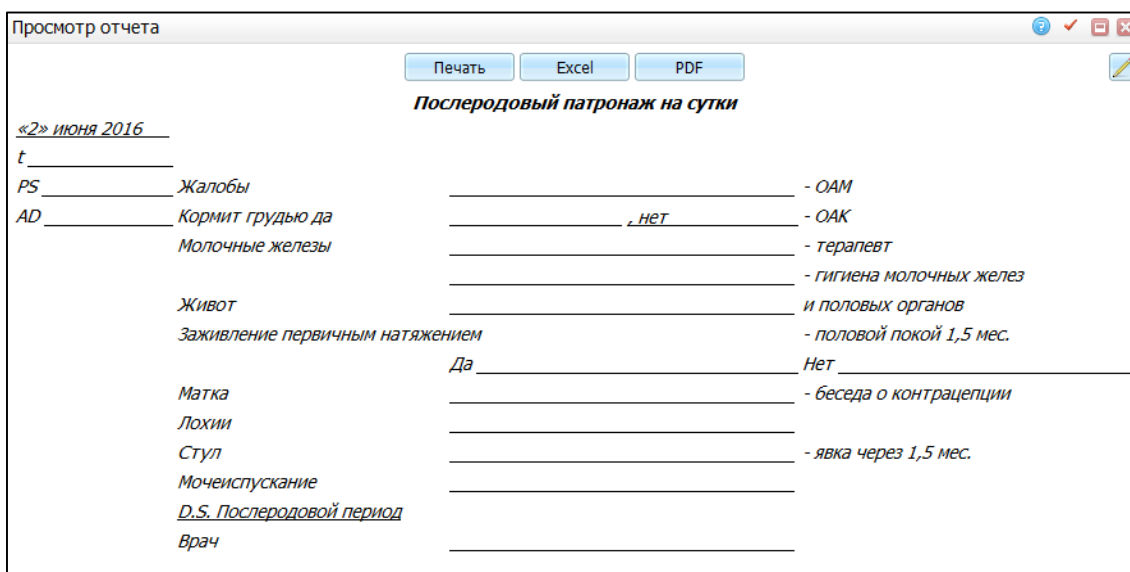 Просмотр отчета
Печать Excel PDF
Послеродовый патронаж на сутки
«2» июня 2016
t
PS Жалобы - ОАМ
AD Кормит грудью да , нет - ОАК
Молочные железы - терапевт
- гигиена молочных желез
Живот и половых органов
Заживление первичным натяжением - половой покой 1,5 мес.
Да Нет
Матка - беседа о контрацепции
Лохии
Стул - явка через 1,5 мес.
Мочеиспускание
D.S. Послеродовой период
Врач